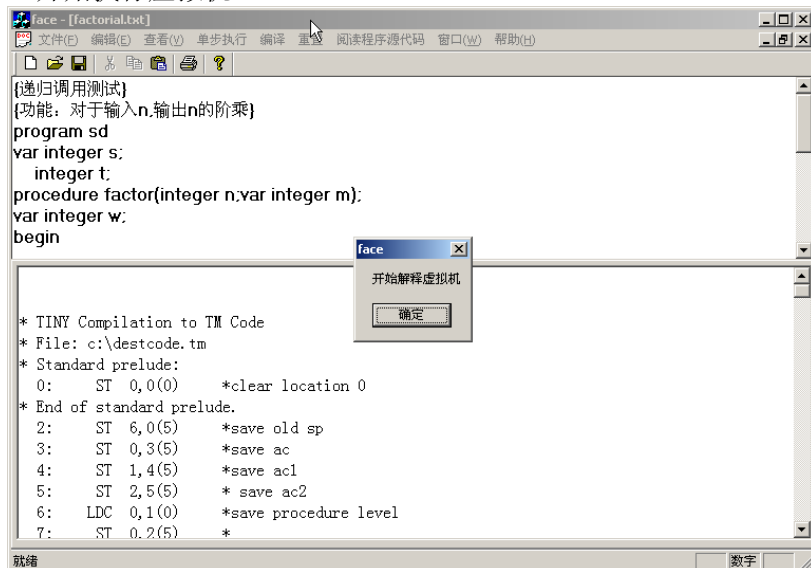 face - [factorial.txt]
文件(F) 编辑(E) 查看(V) 单步执行 编译 重置 阅读程序源代码 窗口(W) 帮助(H)
{递归调用测试}
{功能：对于输入n,输出n的阶乘}
program sd
var integer s;
integer t;
procedure factor(integer n;var integer m);
var integer w;
begin
face
开始解释虚拟机
确定
* TINY Compilation to TM Code
* File: c:\destcode.tm
* Standard prelude:
0: ST 0,0(0) *clear location 0
* End of standard prelude.
2: ST 6,0(5) *save old sp
3: ST 0,3(5) *save ac
4: ST 1,4(5) *save ac1
5: ST 2,5(5) * save ac2
6: LDC 0,1(0) *save procedure level
7: ST 0,2(5) *
就绪
数字